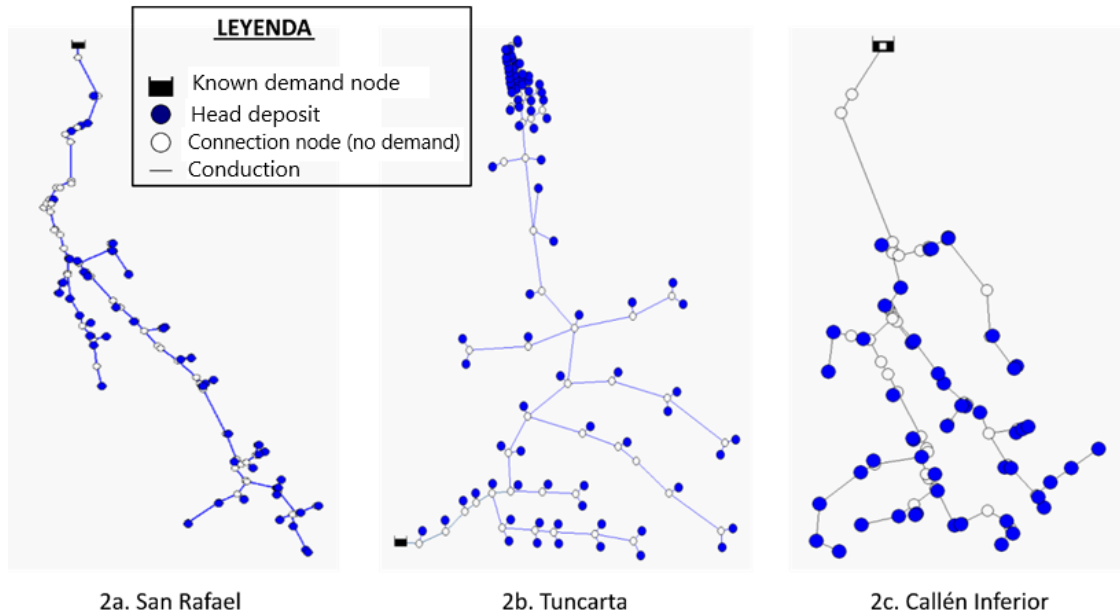 LEYENDA
Known demand node
Head deposit
Connection node (no demand)
Conduction
2a. San Rafael
2b. Tuncarta
2c. Callén Inferior